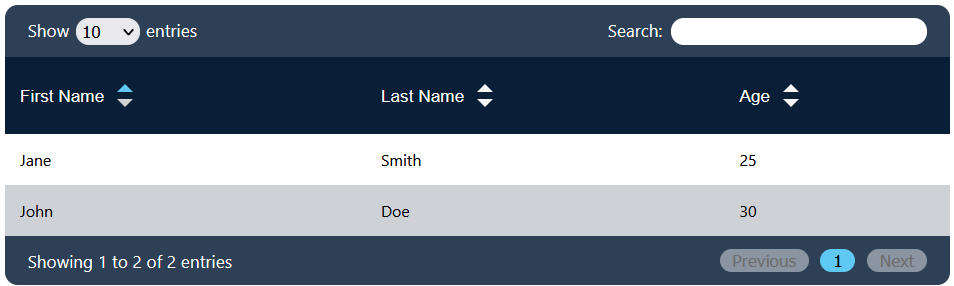 Show 10 entries Search:
First Name Last Name Age
Jane Smith 25
John Doe 30
Showing 1 to 2 of 2 entries Previous 1 Next